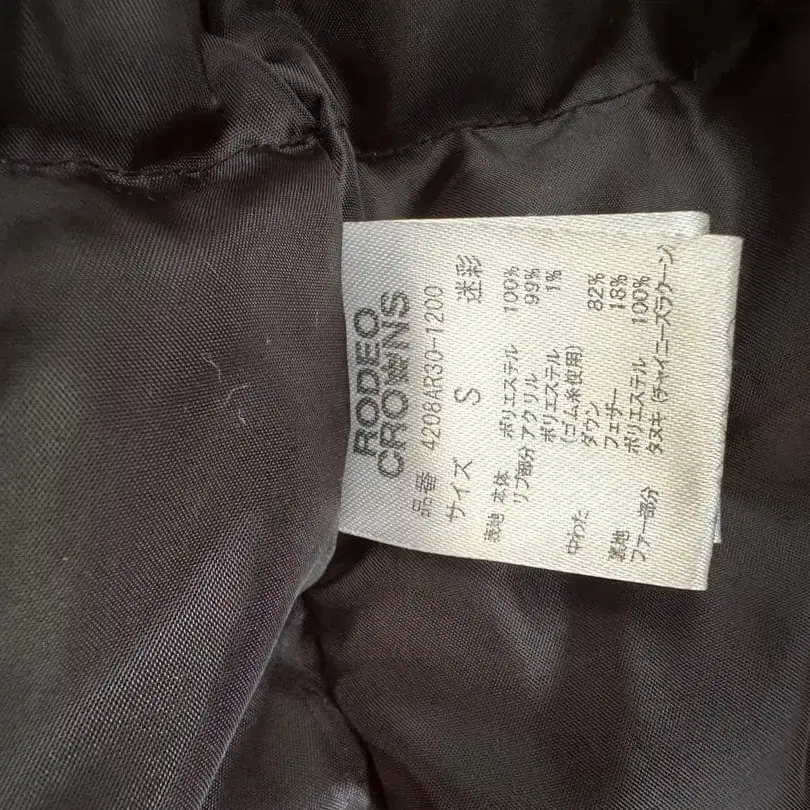 RODEO
CROWNS
品番 4208AR30-1200
サイズ S 迷彩
表地 本体 ポリエステル 100%
リブ部分 アクリル 99%
ポリエステル 1%
(ゴム糸使用)
中わた ダウン 82%
フェザー 18%
裏地 ポリエステル 100%
ファー部分 タヌキ (チャイニーズラクーン)